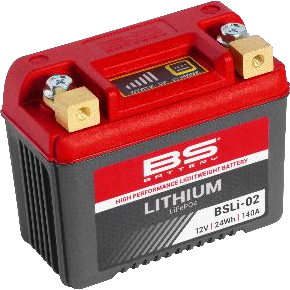 BS
BATTERY
HIGH PERFORMANCE LIGHTWEIGHT BATTERY
LITHIUM
LiFePO4
BSLi-02
12V | 24Wh | 140A